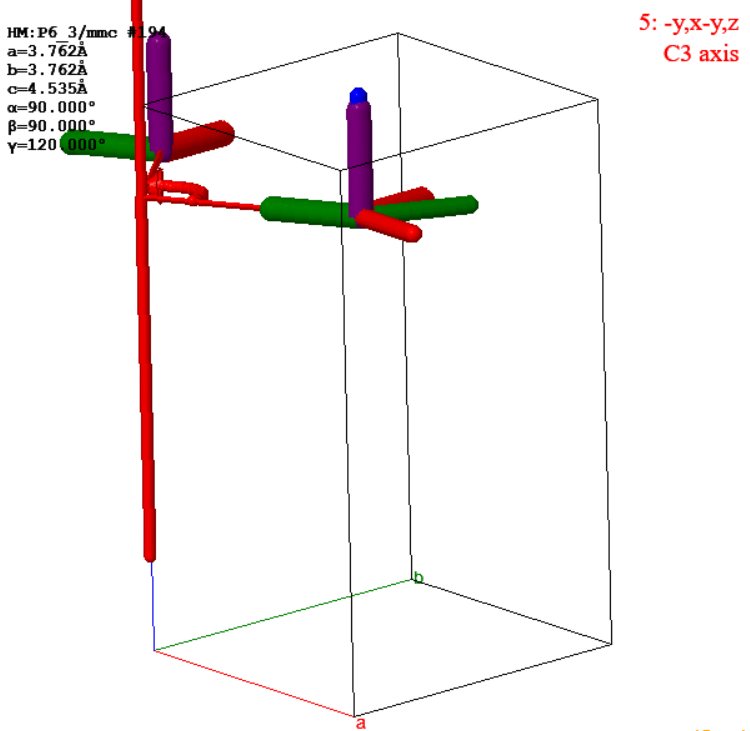 HM:P6_3/mmc #194
a=3.762Å
b=3.762Å
c=4.535Å
α=90.000°
β=90.000°
γ=120.000°
5: -y,x-y,z
C3 axis
b
a